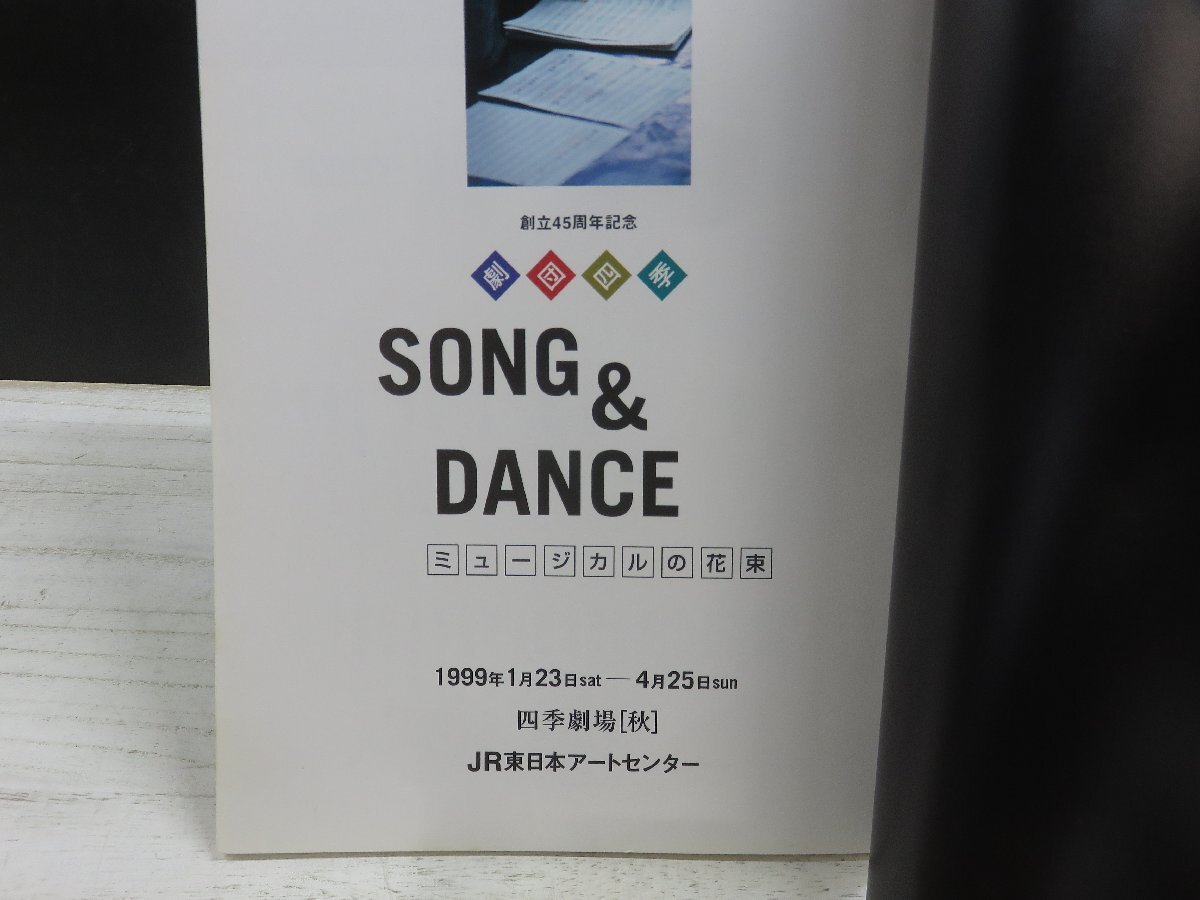 創立45周年記念
劇団四季
SONG
&
DANCE
ミュージカルの花束
1999年1月23日sat — 4月25日sun
四季劇場[秋]
JR東日本アートセンター